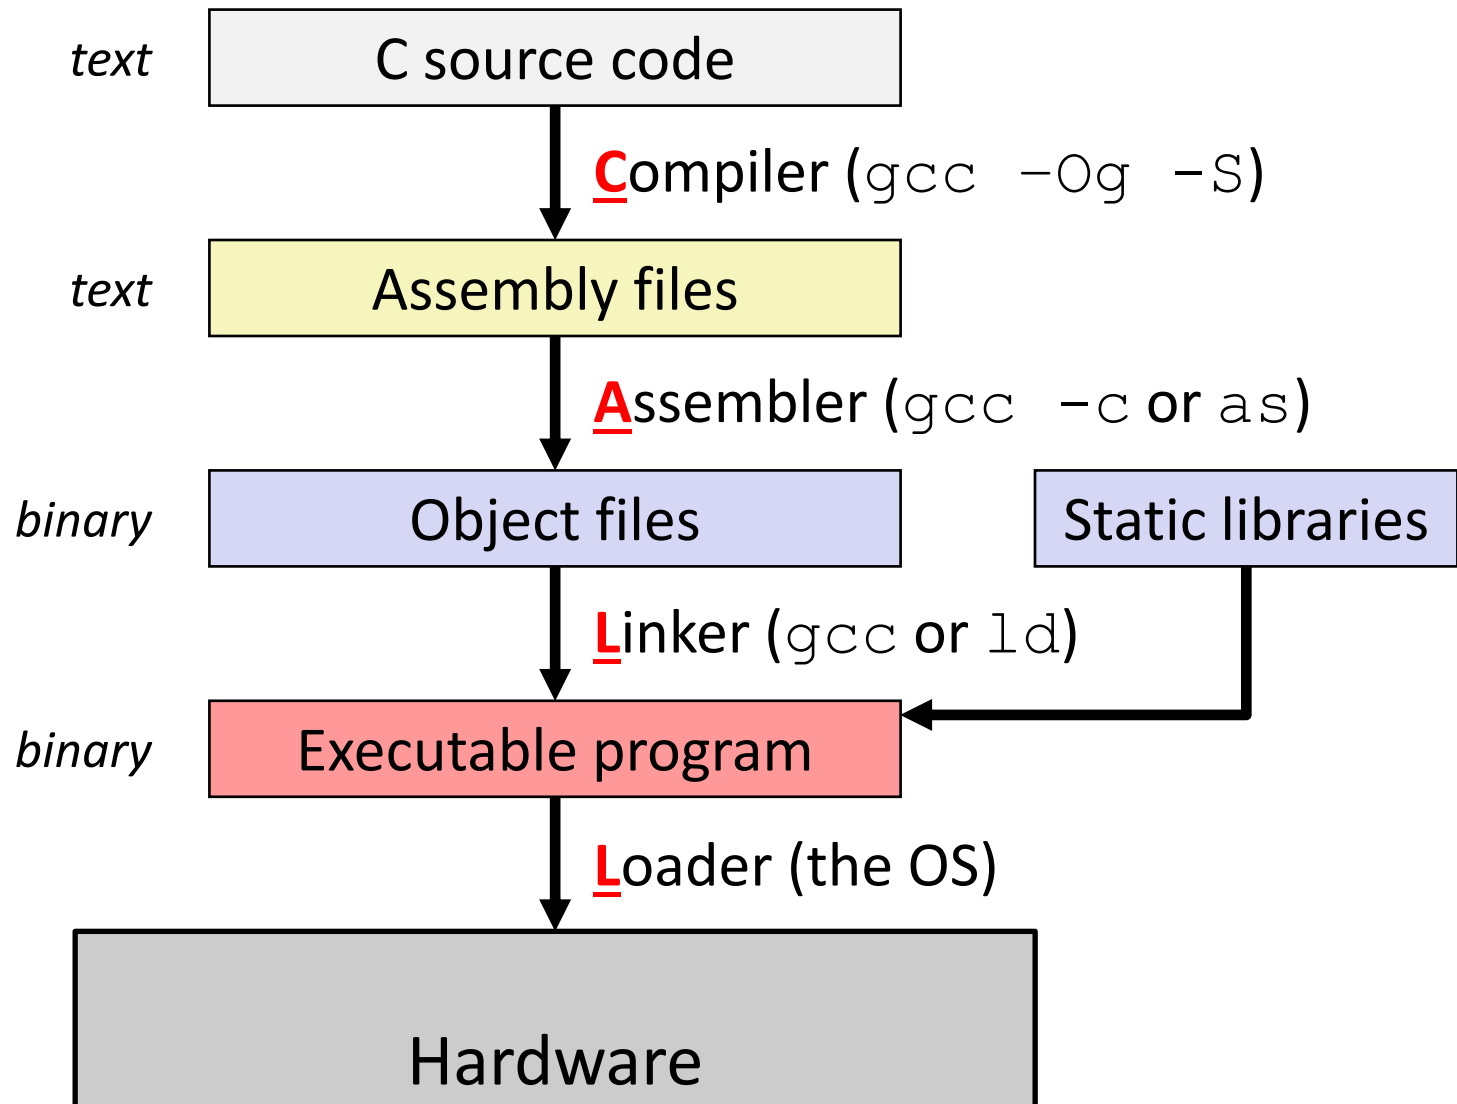 text
C source code
Compiler (gcc –Og -S)
text
Assembly files
Assembler (gcc -c or as)
binary
Object files
Static libraries
Linker (gcc or ld)
binary
Executable program
Loader (the OS)
Hardware